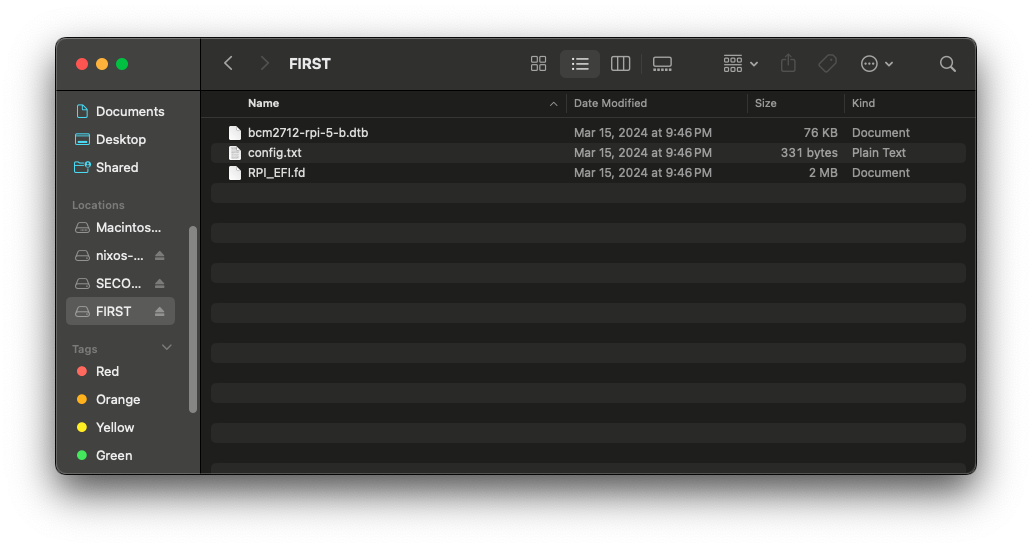 FIRST
Documents
Desktop
Shared
Locations
Macintos...
nixos-...
SECO...
FIRST
Tags
Red
Orange
Yellow
Green
Name Date Modified Size Kind
bcm2712-rpi-5-b.dtb Mar 15, 2024 at 9:46 PM 76 KB Document
config.txt Mar 15, 2024 at 9:46 PM 331 bytes Plain Text
RPI_EFI.fd Mar 15, 2024 at 9:46 PM 2 MB Document